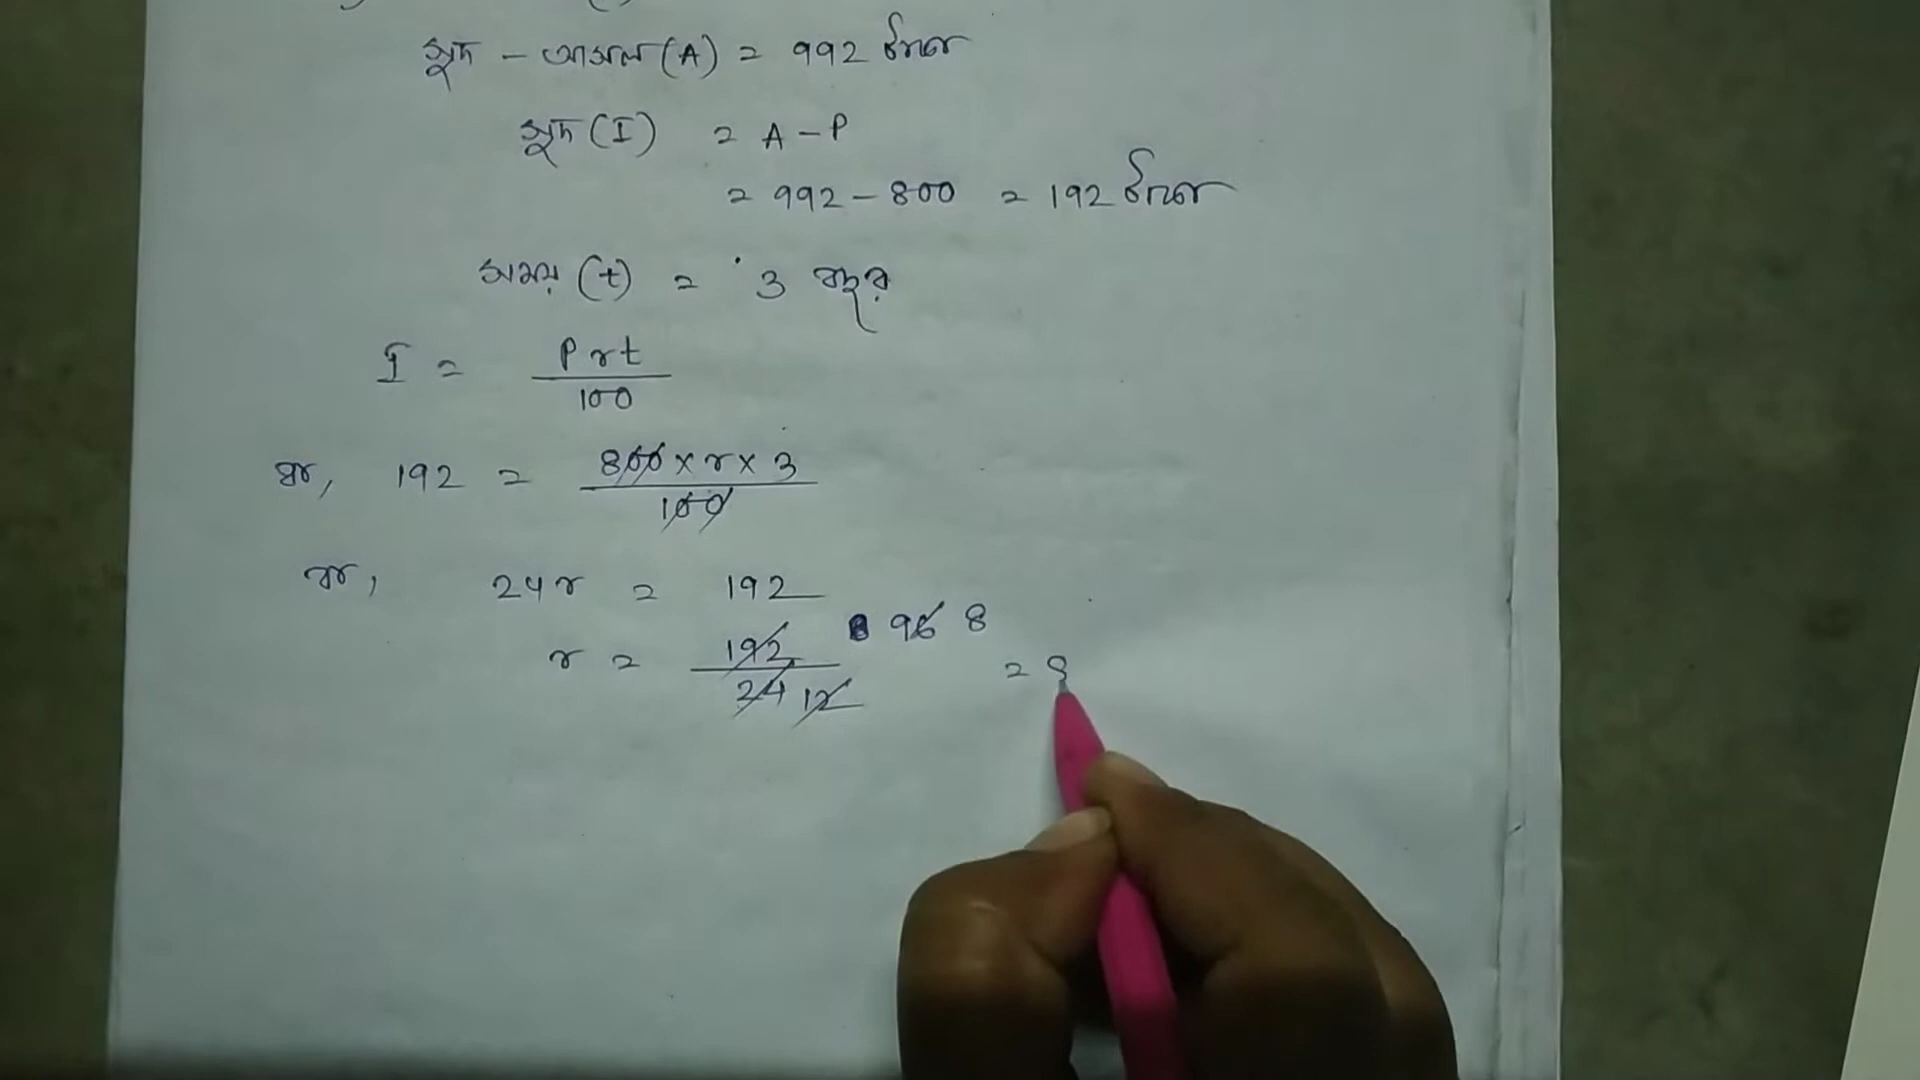 সুদ - আসল (A) = 992 টাকা
সুদ (I) = A - P
= 992 - 800 = 192 টাকা
সময় (t) = 3 বছর
I = Prt / 100
বা, 192 = 800 × r × 3 / 100
বা, 24r = 192
r = 192 / 24 12 96 8 = 8